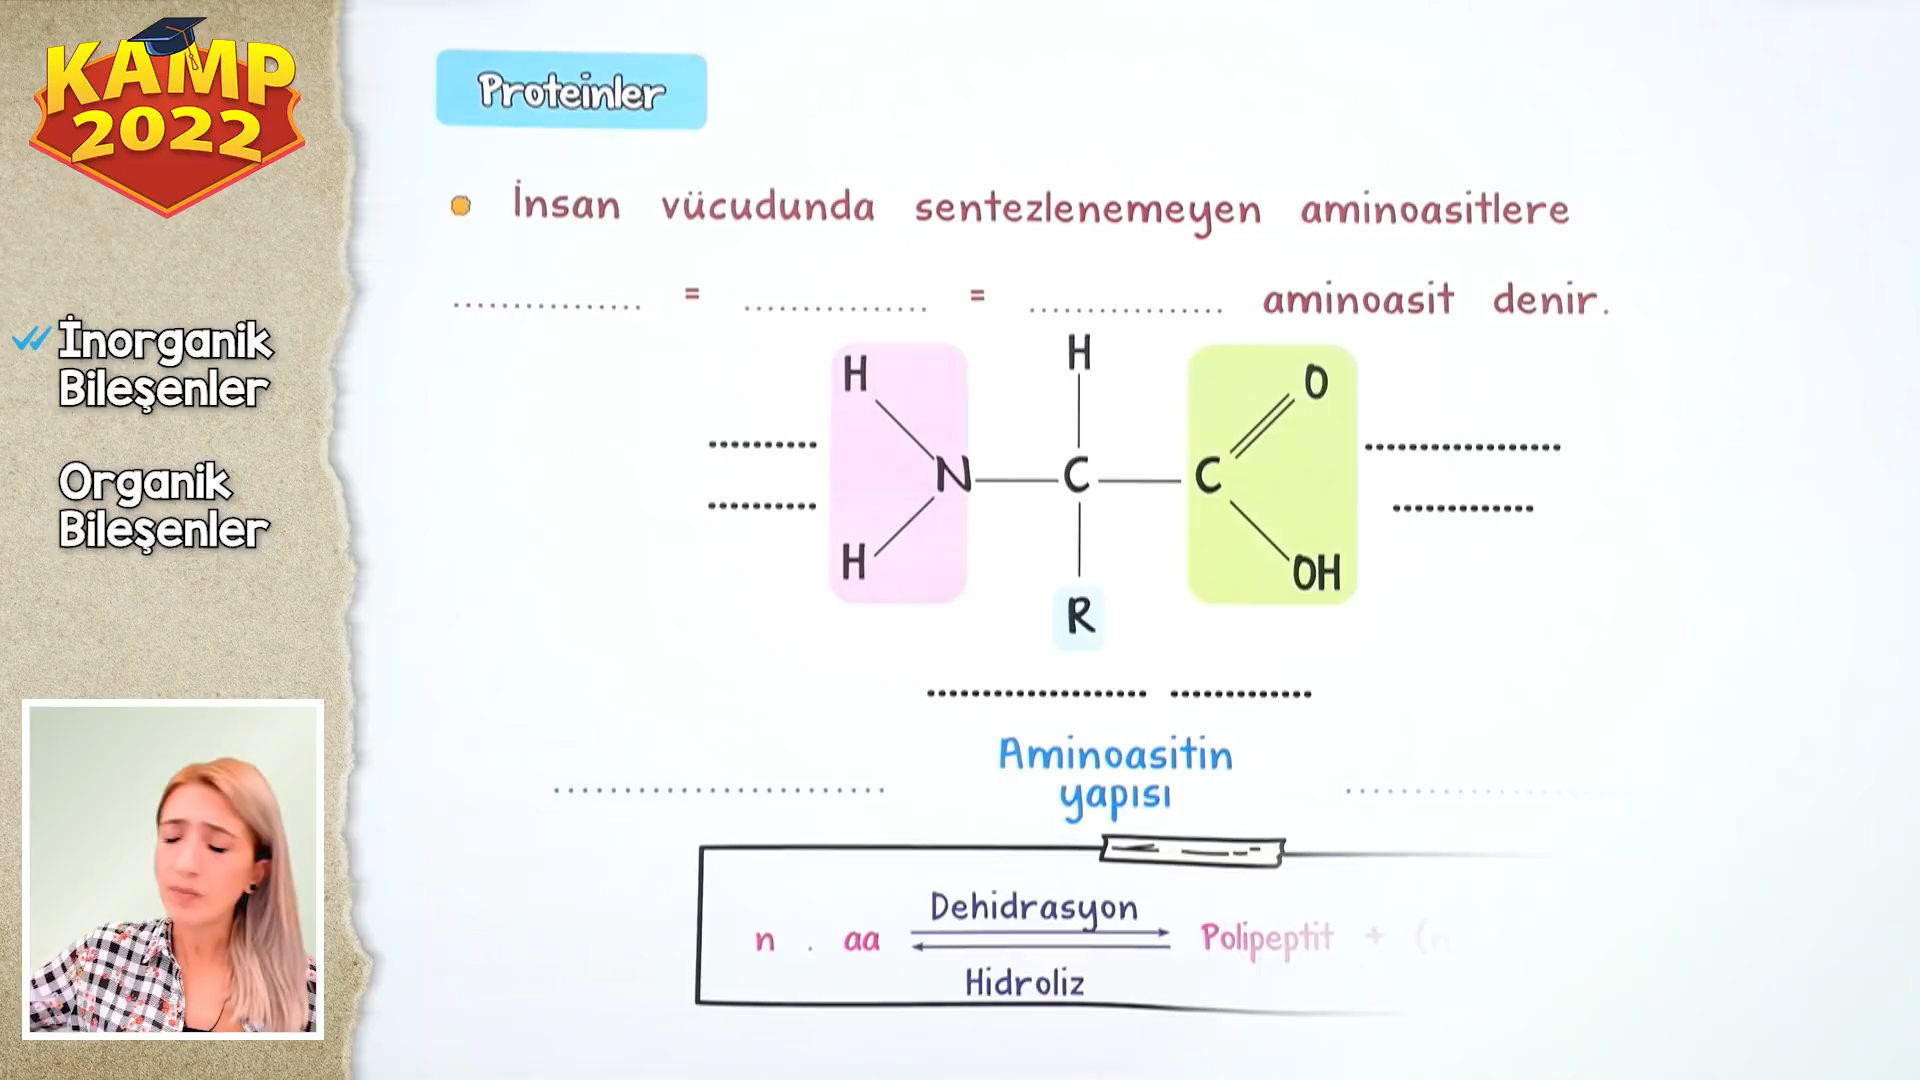 KAMP
2022
İnorganik
Bileşenler
Organik
Bileşenler
Proteinler
İnsan vücudunda sentezlenemeyen aminoasitlere
............... = ............... = ............... aminoasit denir.
H
H
O
N
C
C
H
OH
R
Aminoasitin
yapısı
Dehidrasyon
n . aa
Polipeptit + (n
Hidroliz